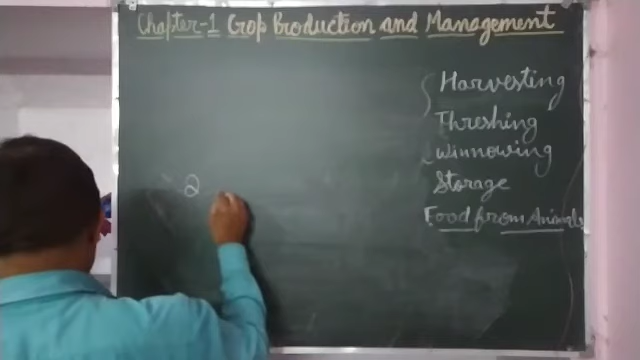 Chapter-1 Crop Production and Management
Harvesting
Threshing
Winnowing
Storage
Food from Animals
2